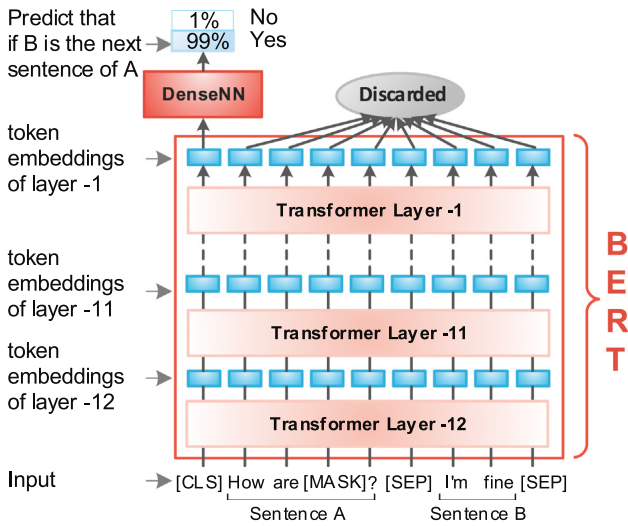 Predict that
if B is the next
sentence of A
1% No
99% Yes
DenseNN
Discarded
token
embeddings
of layer -1
Transformer Layer -1
token
embeddings
of layer -11
Transformer Layer -11
token
embeddings
of layer -12
Transformer Layer -12
BERT
Input
[CLS] How are [MASK]? [SEP] I'm fine [SEP]
Sentence A Sentence B